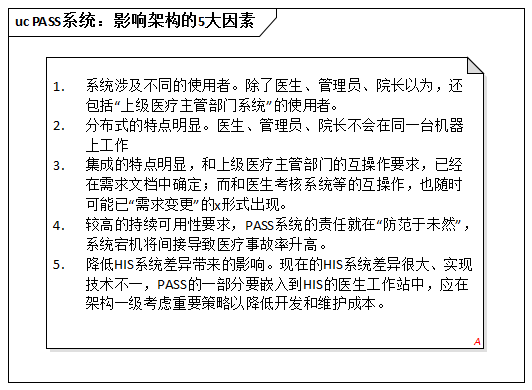 uc PASS系统：影响架构的5大因素
1. 系统涉及不同的使用者。除了医生、管理员、院长以为，还
包括“上级医疗主管部门系统”的使用者。
2. 分布式的特点明显。医生、管理员、院长不会在同一台机器
上工作
3. 集成的特点明显，和上级医疗主管部门的互操作要求，已经
在需求文档中确定；而和医生考核系统等的互操作，也随时
可能已“需求变更”的x形式出现。
4. 较高的持续可用性要求，PASS系统的责任就在“防范于未然”，
系统宕机将间接导致医疗事故率升高。
5. 降低HIS系统差异带来的影响。现在的HIS系统差异很大、实现
技术不一，PASS的一部分要嵌入到HIS的医生工作站中，应在
架构一级考虑重要策略以降低开发和维护成本。
A